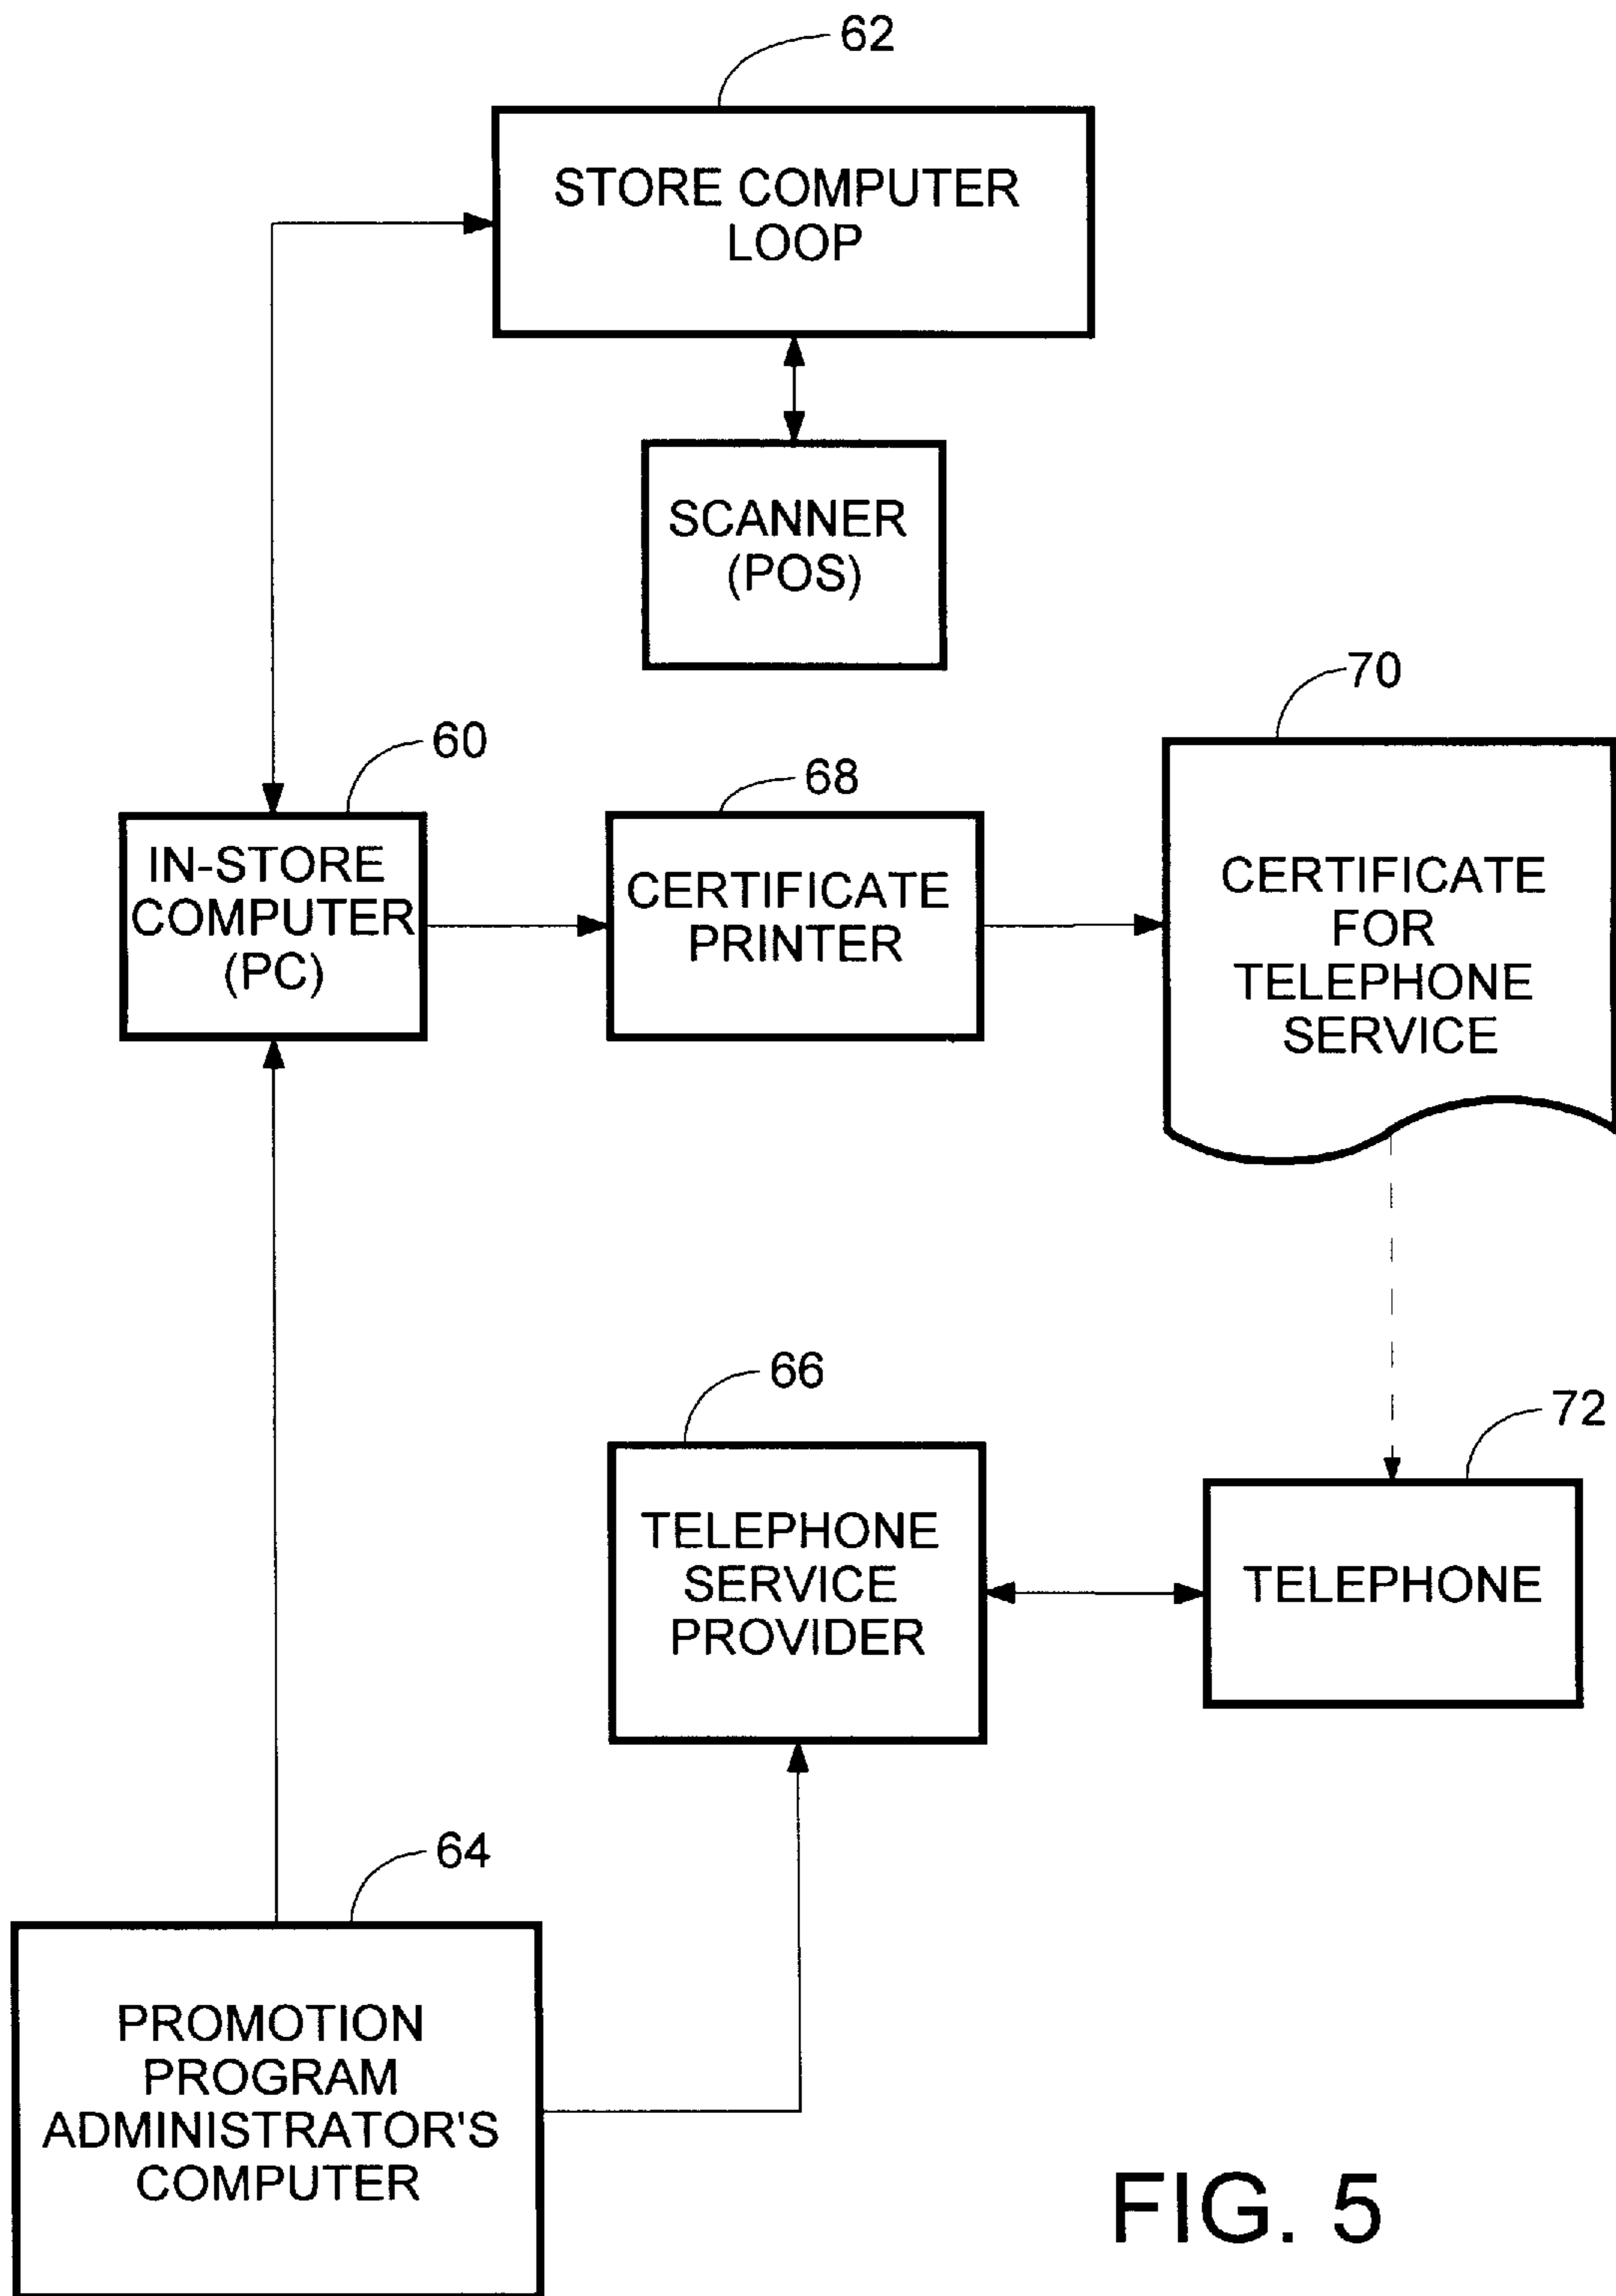 62
STORE COMPUTER
LOOP
SCANNER
(POS)
70
60
68
IN-STORE
COMPUTER
(PC)
CERTIFICATE
PRINTER
CERTIFICATE
FOR
TELEPHONE
SERVICE
66
72
TELEPHONE
SERVICE
PROVIDER
TELEPHONE
64
PROMOTION
PROGRAM
ADMINISTRATOR'S
COMPUTER
FIG. 5